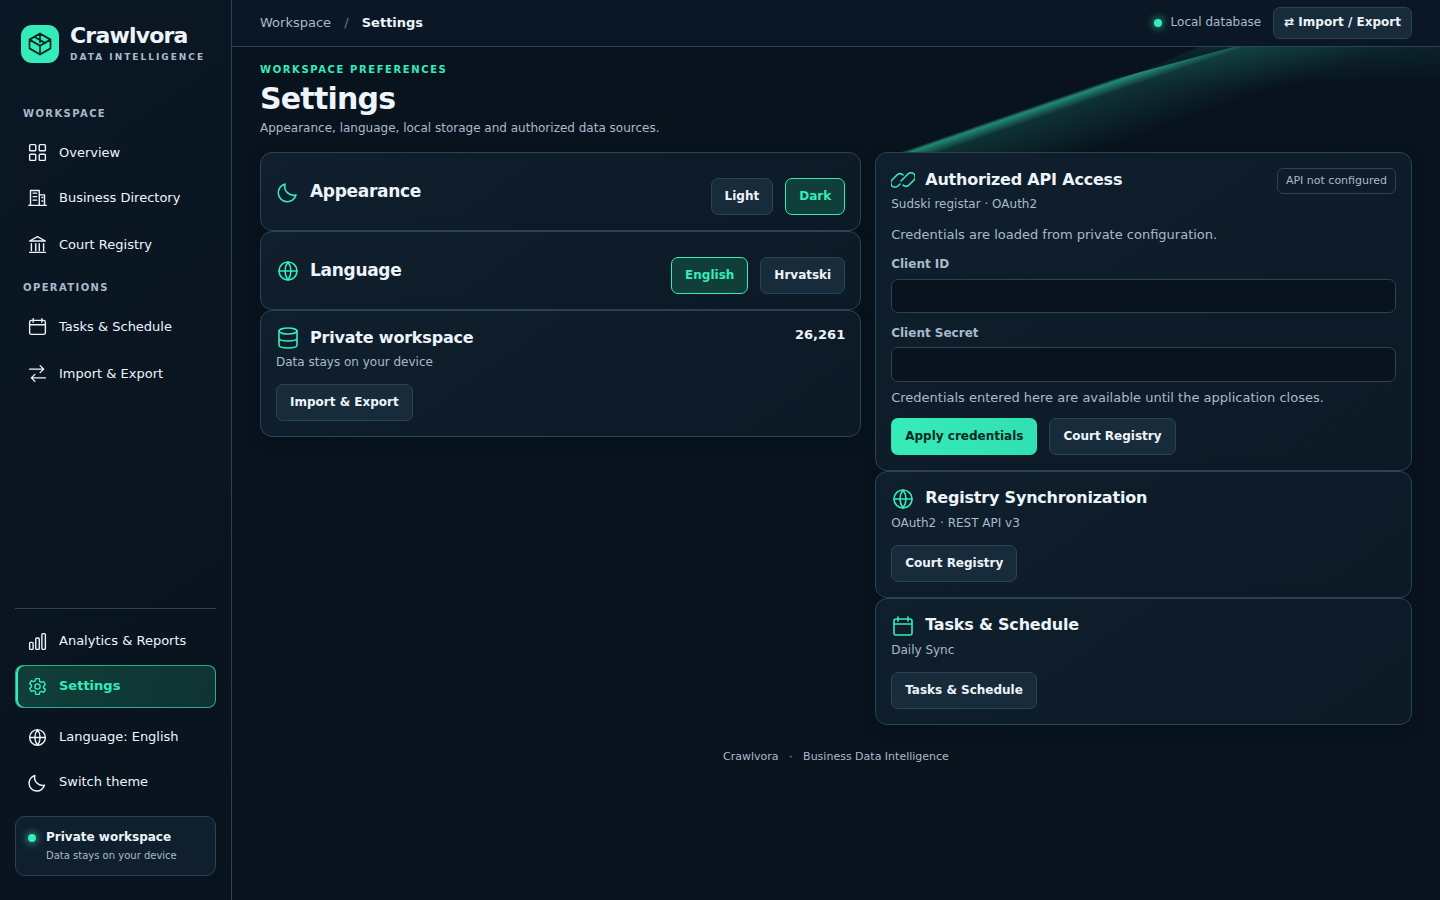 Crawlvora
DATA INTELLIGENCE
WORKSPACE
Overview
Business Directory
Court Registry
OPERATIONS
Tasks & Schedule
Import & Export
Analytics & Reports
Settings
Language: English
Switch theme
Private workspace
Data stays on your device
Workspace / Settings
Local database
⇄ Import / Export
WORKSPACE PREFERENCES
Settings
Appearance, language, local storage and authorized data sources.
Appearance
Light
Dark
Language
English
Hrvatski
Private workspace
26,261
Data stays on your device
Import & Export
Authorized API Access
API not configured
Sudski registar · OAuth2
Credentials are loaded from private configuration.
Client ID
Client Secret
Credentials entered here are available until the application closes.
Apply credentials
Court Registry
Registry Synchronization
OAuth2 · REST API v3
Court Registry
Tasks & Schedule
Daily Sync
Tasks & Schedule
Crawlvora · Business Data Intelligence